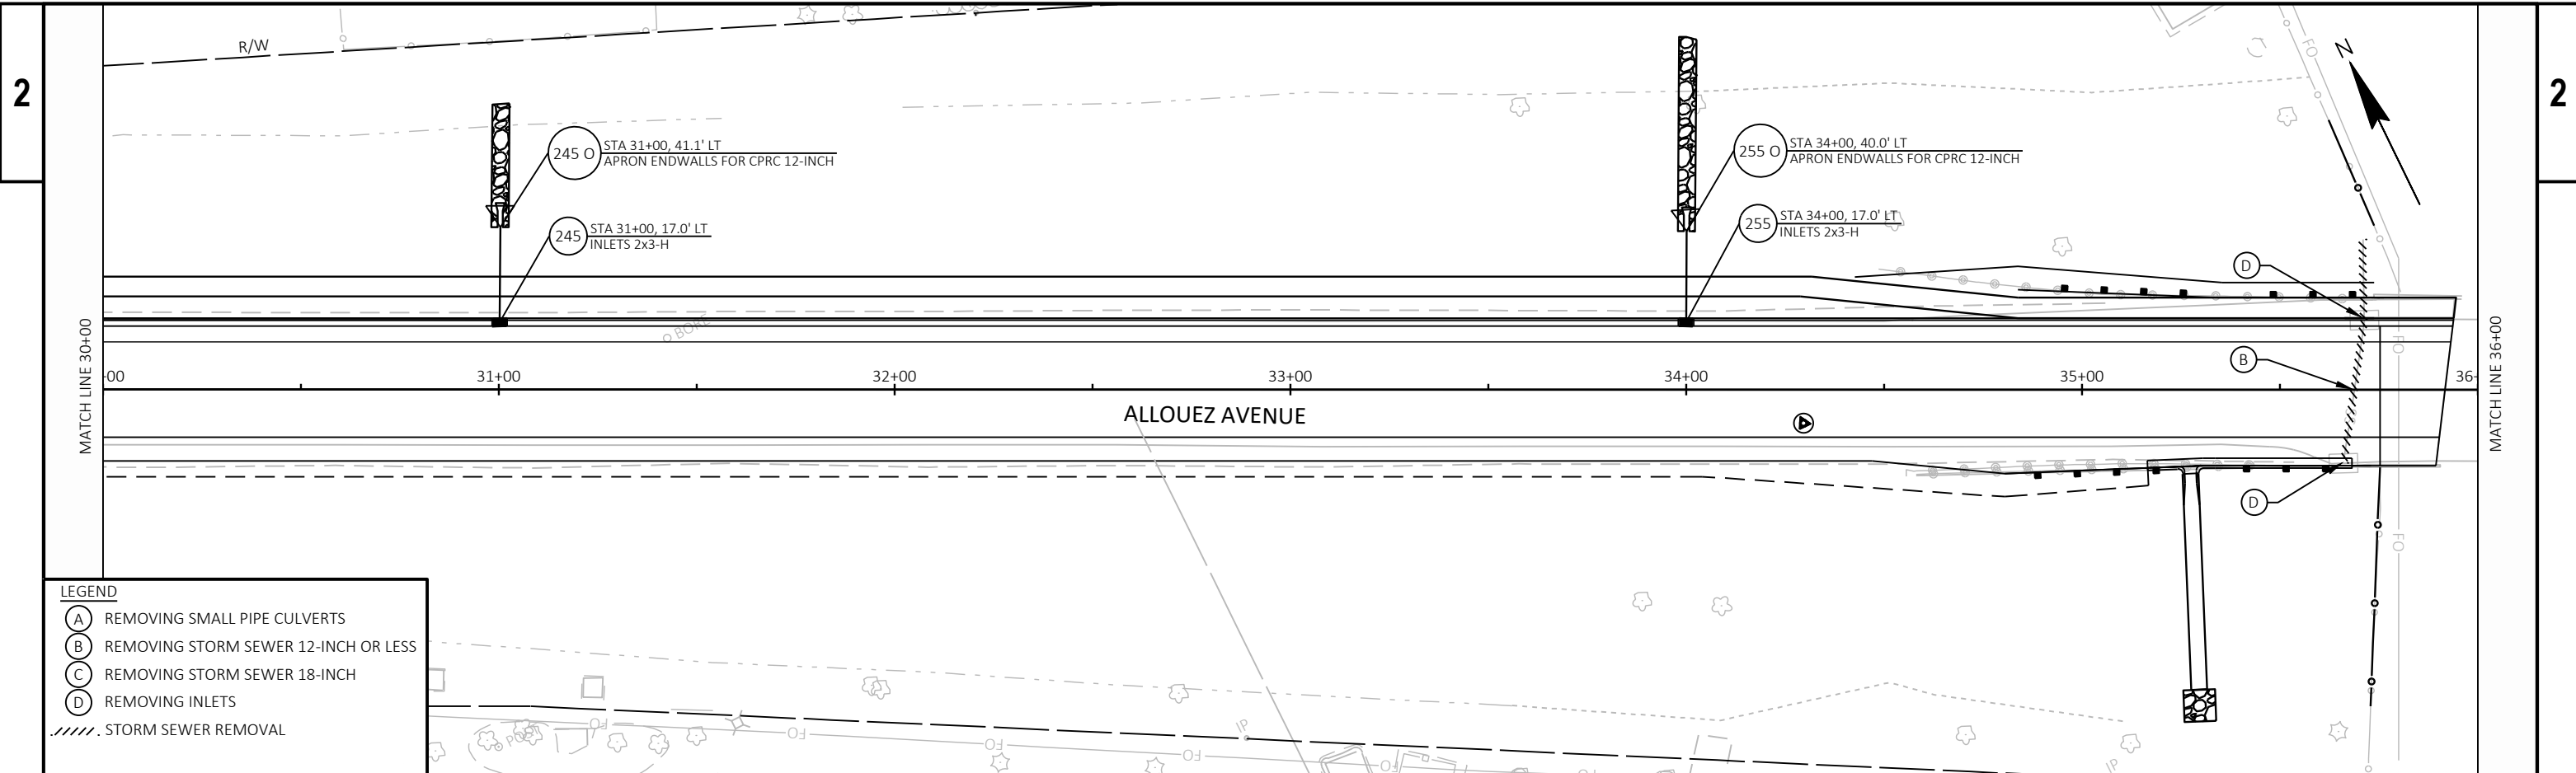 2
2
R/W
N
FO
245 O
STA 31+00, 41.1' LT
APRON ENDWALLS FOR CPRC 12-INCH
255 O
STA 34+00, 40.0' LT
APRON ENDWALLS FOR CPRC 12-INCH
245
STA 31+00, 17.0' LT
INLETS 2x3-H
255
STA 34+00, 17.0' LT
INLETS 2x3-H
D
BORE
FO
B
MATCH LINE 30+00
MATCH LINE 36+00
-00
31+00
32+00
33+00
34+00
35+00
36-
ALLOUEZ AVENUE
D
FO
LEGEND
A REMOVING SMALL PIPE CULVERTS
B REMOVING STORM SEWER 12-INCH OR LESS
C REMOVING STORM SEWER 18-INCH
D REMOVING INLETS
STORM SEWER REMOVAL
FO
FO
FO
FO
IP
IP